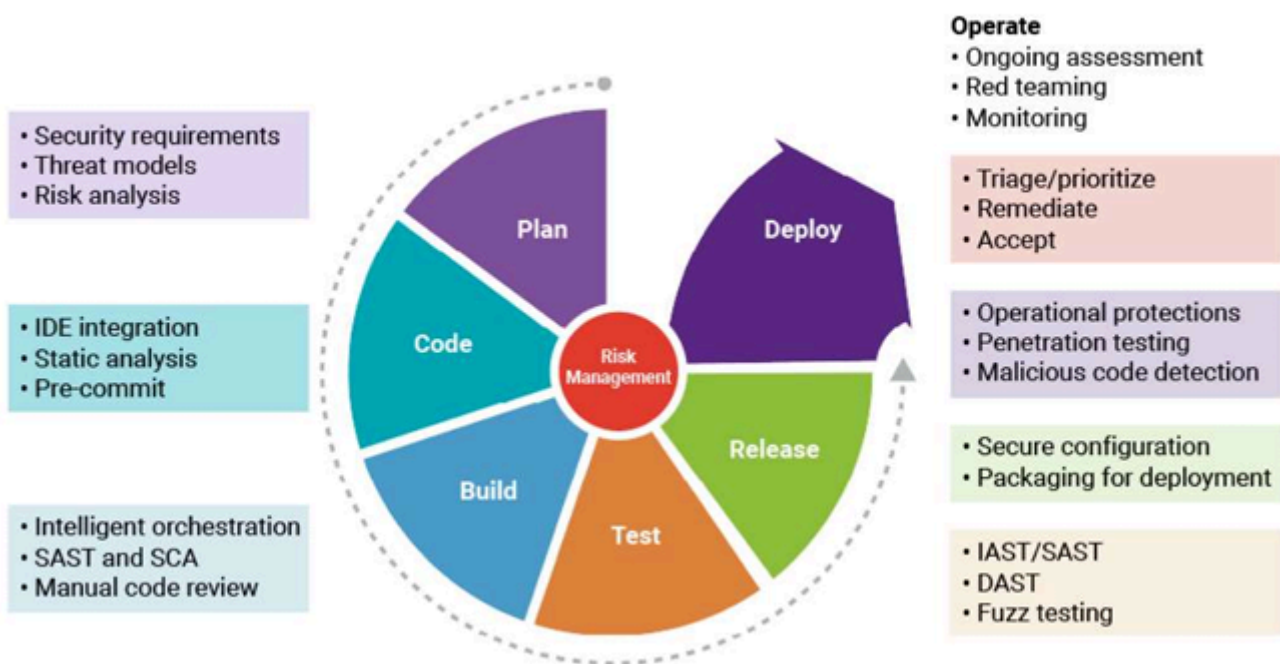 Operate
• Ongoing assessment
• Red teaming
• Monitoring
• Security requirements
• Threat models
• Risk analysis
• Triage/prioritize
• Remediate
• Accept
Plan
Deploy
• IDE integration
• Static analysis
• Pre-commit
Code
Risk
Management
• Operational protections
• Penetration testing
• Malicious code detection
Release
• Secure configuration
• Packaging for deployment
Build
Test
• Intelligent orchestration
• SAST and SCA
• Manual code review
• IAST/SAST
• DAST
• Fuzz testing